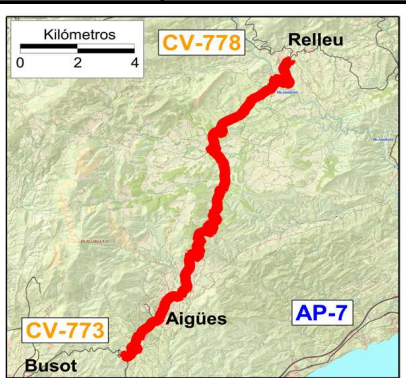 Kilómetros
0 2 4
CV-778
Relleu
Aigües
AP-7
CV-773
Busot